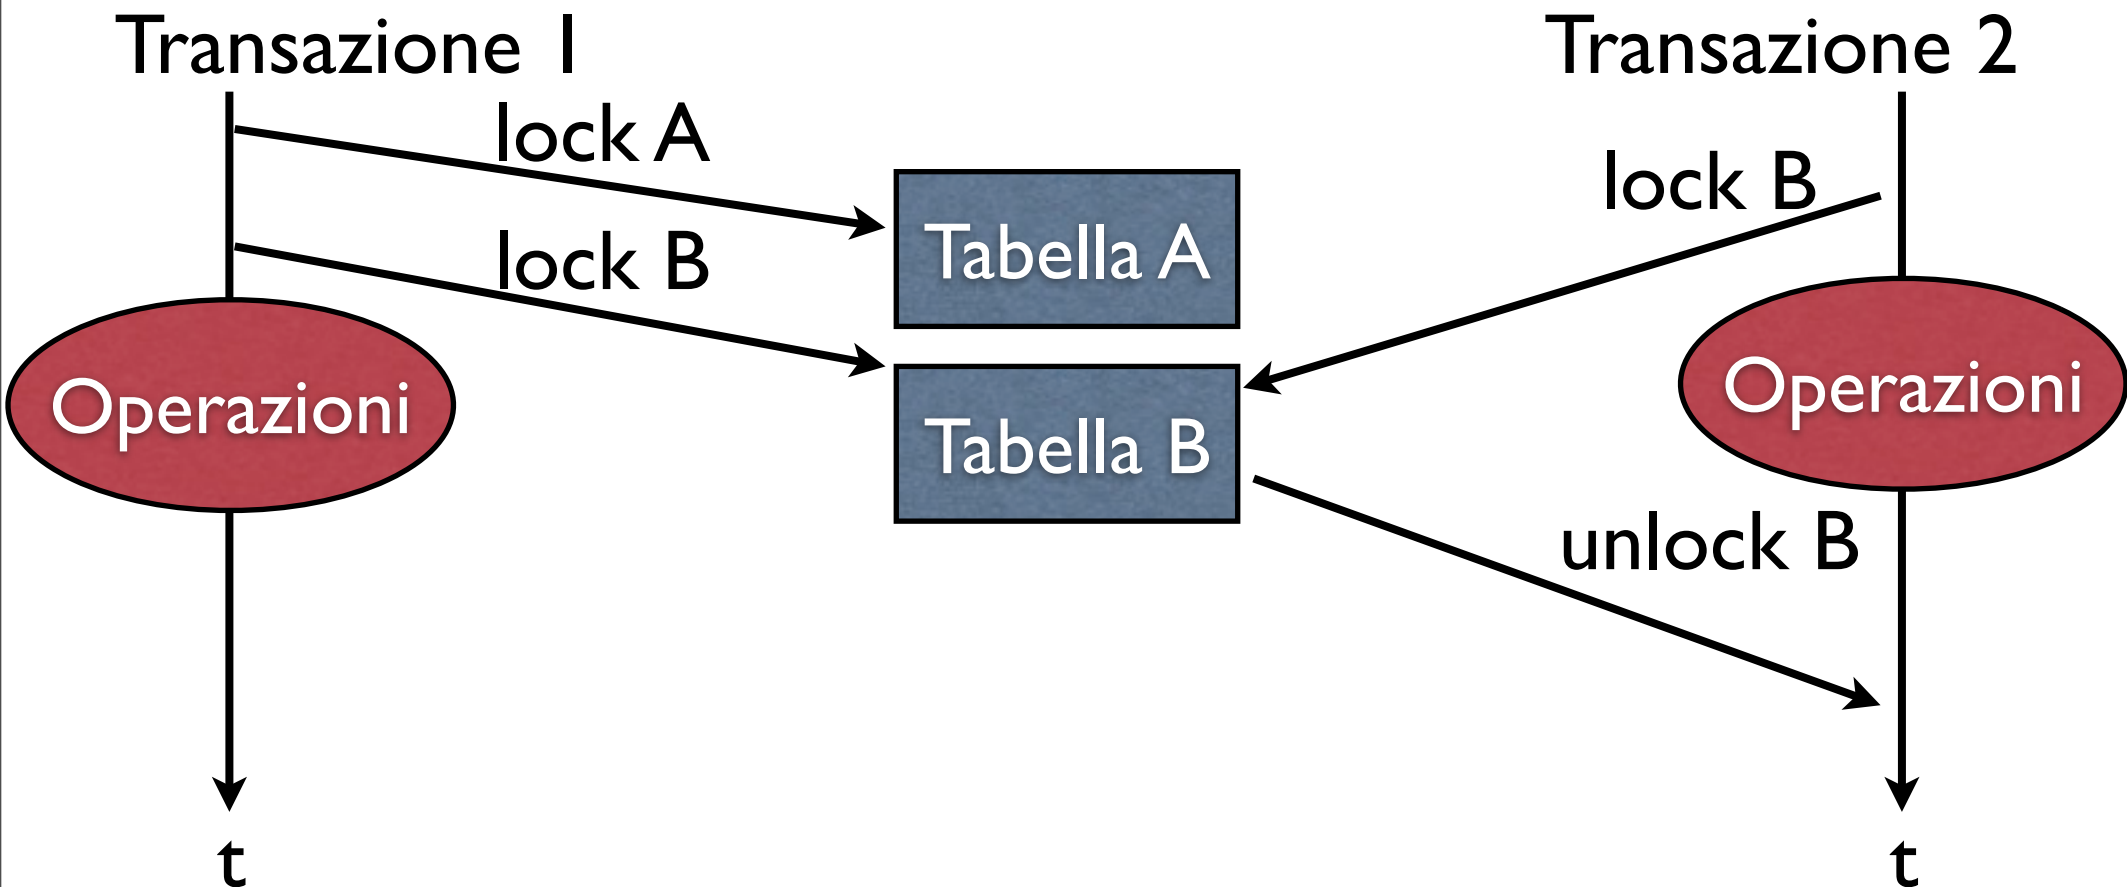 Transazione 1
Transazione 2
lock A
lock B
lock B
Tabella A
Tabella B
Operazioni
Operazioni
unlock B
t
t